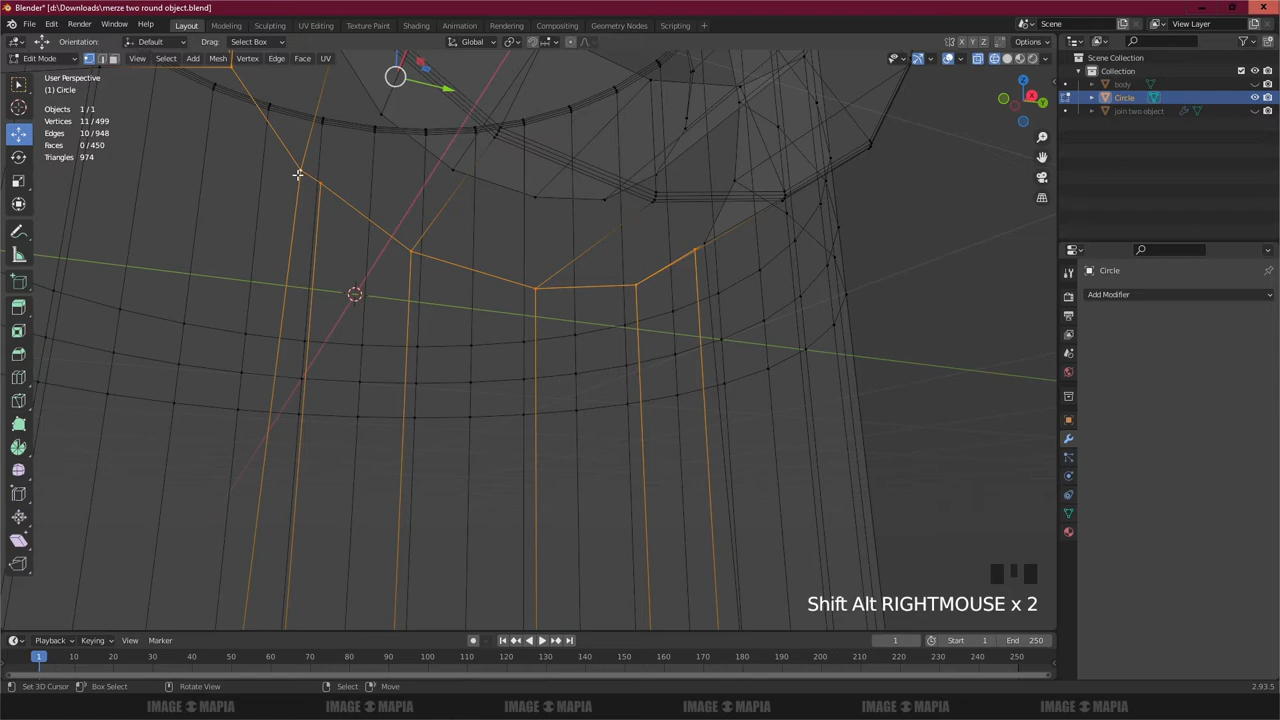 Blender* [d:\Downloads\merze two round object.blend]
File Edit Render Window Help Layout Modeling Sculpting UV Editing Texture Paint Shading Animation Rendering Compositing Geometry Nodes Scripting + Scene View Layer
Orientation: Default Drag: Select Box Global X Y Z Options
Edit Mode View Select Add Mesh Vertex Edge Face UV
User Perspective
(1) Circle
Objects 1/1
Vertices 11/499
Edges 10/948
Faces 0/450
Triangles 974
Z
X
Y
Scene Collection
Collection
body
Circle
join two object
Circle
Add Modifier
Shift Alt RIGHTMOUSE x 2
Playback Keying View Marker 1 Start 1 End 250
1 10 20 30 40 50 60 70 80 90 100 110 120 130 140 150 160 170 180 190 200 210 220 230 240 250
Set 3D Cursor Box Select Rotate View Select Move 2.93.5
IMAGE MAPIA IMAGE MAPIA IMAGE MAPIA IMAGE MAPIA IMAGE MAPIA IMAGE MAPIA